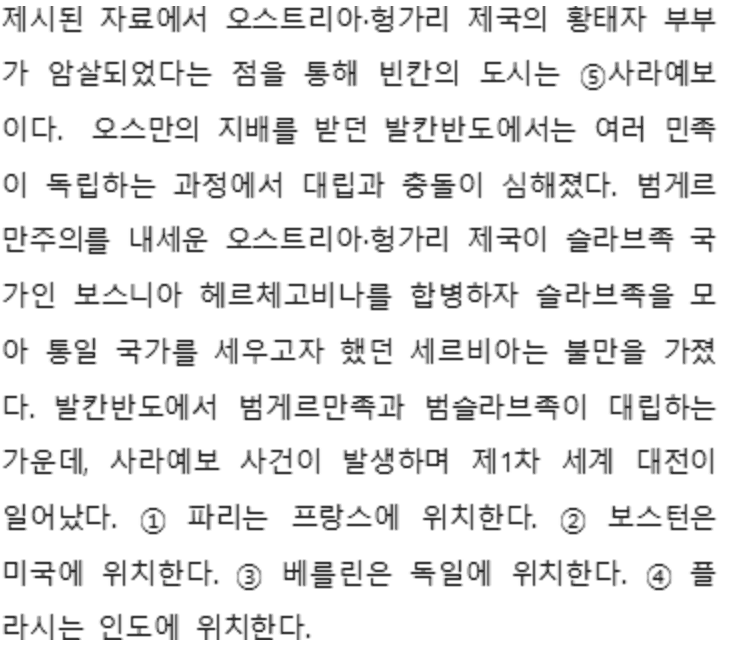 제시된 자료에서 오스트리아·헝가리 제국의 황태자 부부
가 암살되었다는 점을 통해 빈칸의 도시는 ⑤사라예보
이다. 오스만의 지배를 받던 발칸반도에서는 여러 민족
이 독립하는 과정에서 대립과 충돌이 심해졌다. 범게르
만주의를 내세운 오스트리아·헝가리 제국이 슬라브족 국
가인 보스니아 헤르체고비나를 합병하자 슬라브족을 모
아 통일 국가를 세우고자 했던 세르비아는 불만을 가졌
다. 발칸반도에서 범게르만족과 범슬라브족이 대립하는
가운데, 사라예보 사건이 발생하며 제1차 세계 대전이
일어났다. ① 파리는 프랑스에 위치한다. ② 보스턴은
미국에 위치한다. ③ 베를린은 독일에 위치한다. ④ 플
라시는 인도에 위치한다.